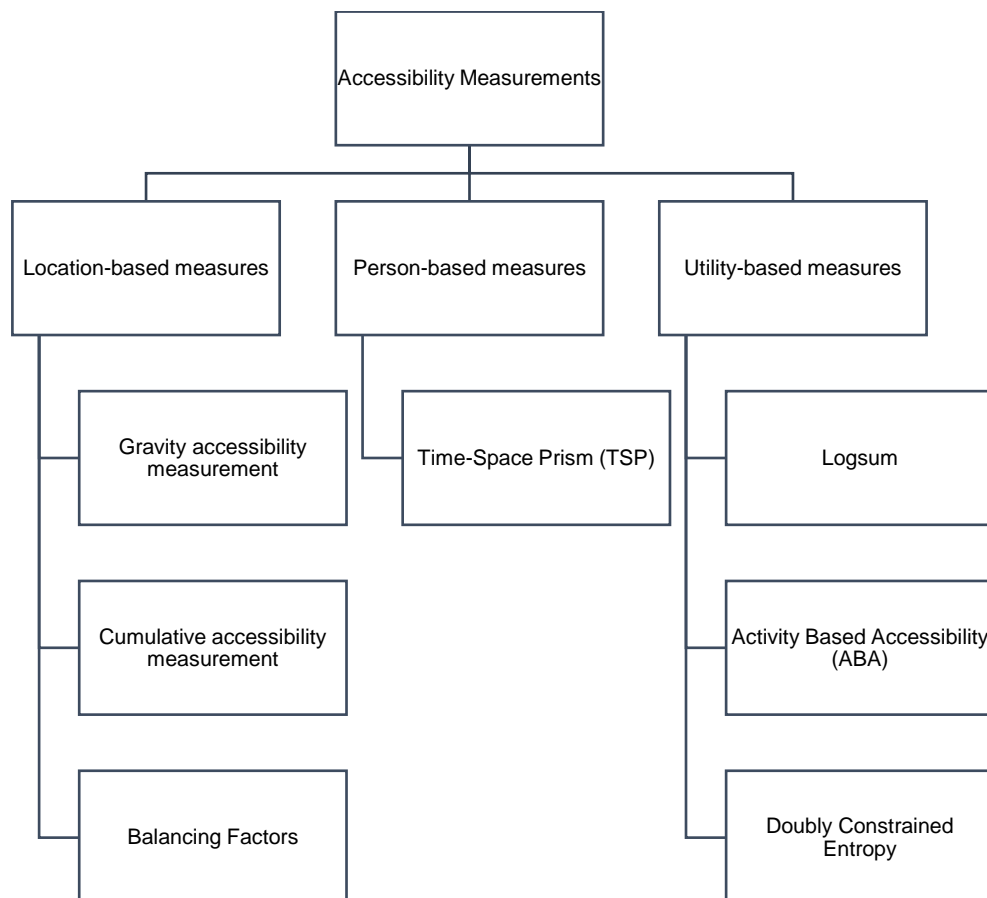 Accessibility Measurements
Location-based measures
Person-based measures
Utility-based measures
Gravity accessibility
measurement
Time-Space Prism (TSP)
Logsum
Cumulative accessibility
measurement
Activity Based Accessibility
(ABA)
Balancing Factors
Doubly Constrained
Entropy